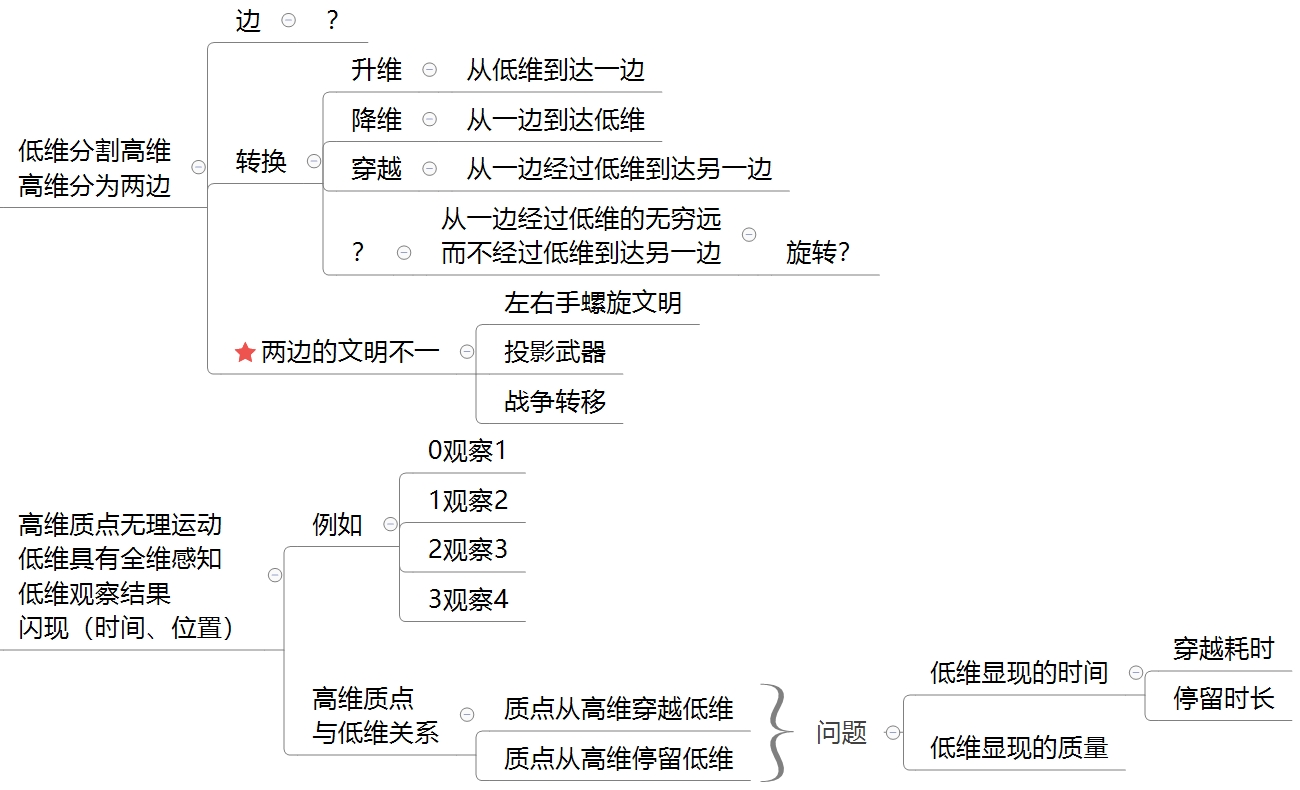 低维分割高维
高维分为两边
边
？
转换
升维
从低维到达一边
降维
从一边到达低维
穿越
从一边经过低维到达另一边
？
从一边经过低维的无穷远
而不经过低维到达另一边
旋转？
两边的文明不一
左右手螺旋文明
投影武器
战争转移
高维质点无理运动
低维具有全维感知
低维观察结果
闪现（时间、位置）
例如
0观察1
1观察2
2观察3
3观察4
高维质点
与低维关系
质点从高维穿越低维
质点从高维停留低维
问题
低维显现的时间
穿越耗时
停留时长
低维显现的质量